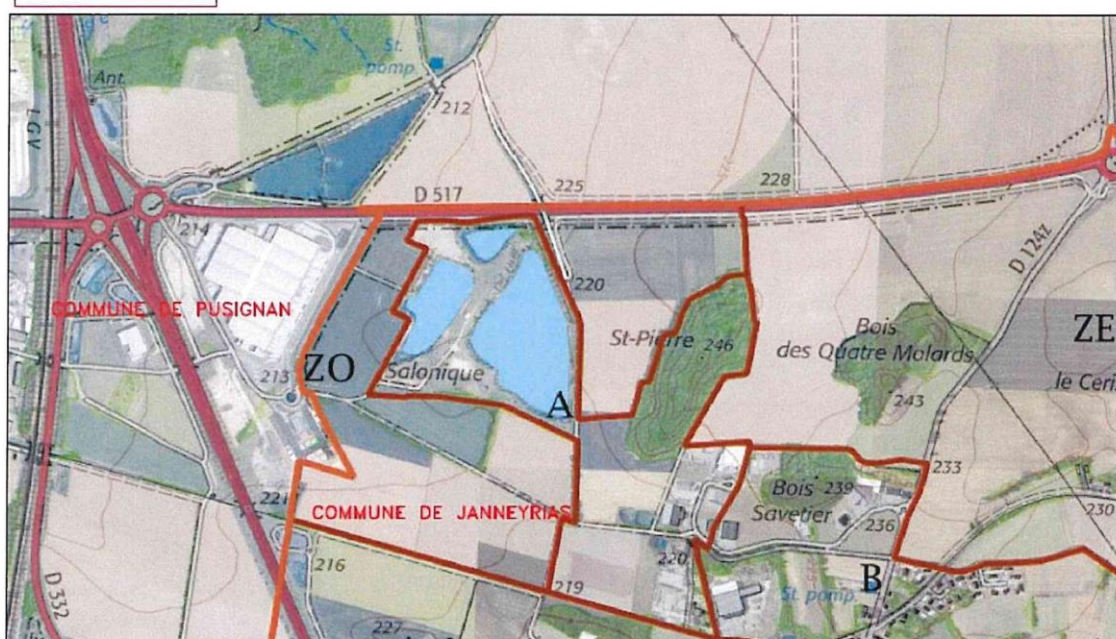 St.
pomp.
Ant.
LGV
212
D 517
225
228
214
D 124z
220
COMMUNE DE PUSIGNAN
St-Pierre
246
Bois
des Quatre Molards
ZE
213
ZO
Salonique
le Ceri
243
A
233
Bois
Savetier
239
221
COMMUNE DE JANNEYRIAS
236
230
216
220
219
B
St. pomp.
D 332
227